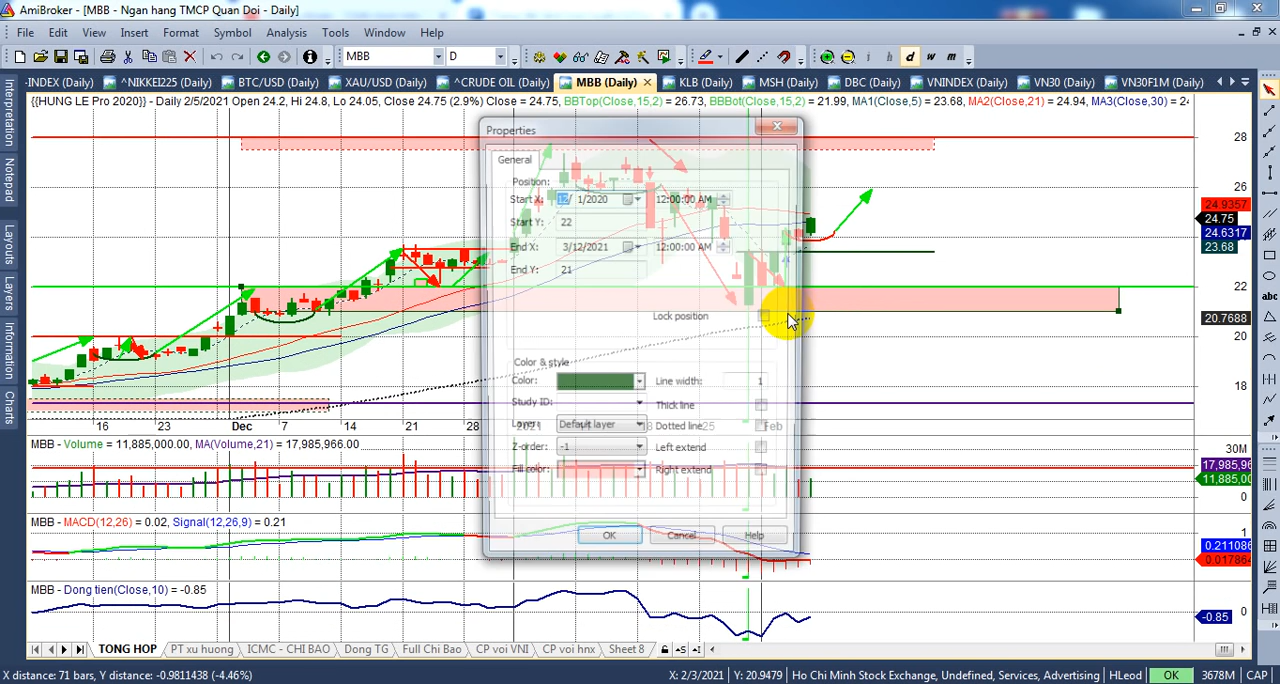 AmiBroker - [MBB - Ngan hang TMCP Quan Doi - Daily]
File Edit View Insert Format Symbol Analysis Tools Window Help
MBB D i h d w m
-INDEX (Daily) ^NIKKEI225 (Daily) BTC/USD (Daily) XAU/USD (Daily) ^CRUDE OIL (Daily) MBB (Daily) KLB (Daily) MSH (Daily) DBC (Daily) VNINDEX (Daily) VN30 (Daily) VN30F1M (Daily)
{{HUNG LE Pro 2020}} - Daily 2/5/2021 Open 24.2, Hi 24.8, Lo 24.05, Close 24.75 (2.9%) Close = 24.75, BBTop(Close,15,2) = 26.73, BBBot(Close,15,2) = 21.99, MA1(Close,5) = 23.68, MA2(Close,21) = 24.94, MA3(Close,30) = 24
Interpretation
Notepad
Layouts
Layers
Information
Charts
28
26
24.9357
24.75
24.6317
23.68
22
20.7688
20
18
Properties
General
Position:
Start X: 12/ 1/2020 12:00:00 AM
Start Y: 22
End X: 3/12/2021 12:00:00 AM
End Y: 21
Lock position
Color & style
Color: Line width: 1
Study ID: Thick line
Layer: Default layer Dotted line
Z-order: -1 Left extend
Fill color: Right extend
OK Cancel Help
16 23 Dec 7 14 21 28 2021 18 25 Feb
MBB - Volume = 11,885,000.00, MA(Volume,21) = 17,985,966.00
30M
17,985,96
11,885,00
0
MBB - MACD(12,26) = 0.02, Signal(12,26,9) = 0.21
1
0.211086
0.017864
MBB - Dong tien(Close,10) = -0.85
0
-0.85
TONG HOP PT xu huong ICMC - CHI BAO Dong TG Full Chi Bao CP voi VNI CP voi hnx Sheet 8
X distance: 71 bars, Y distance: -0.9811438 (-4.46%) X: 2/3/2021 Y: 20.9479 Ho Chi Minh Stock Exchange, Undefined, Services, Advertising HLeod OK 3678M CAP
abc